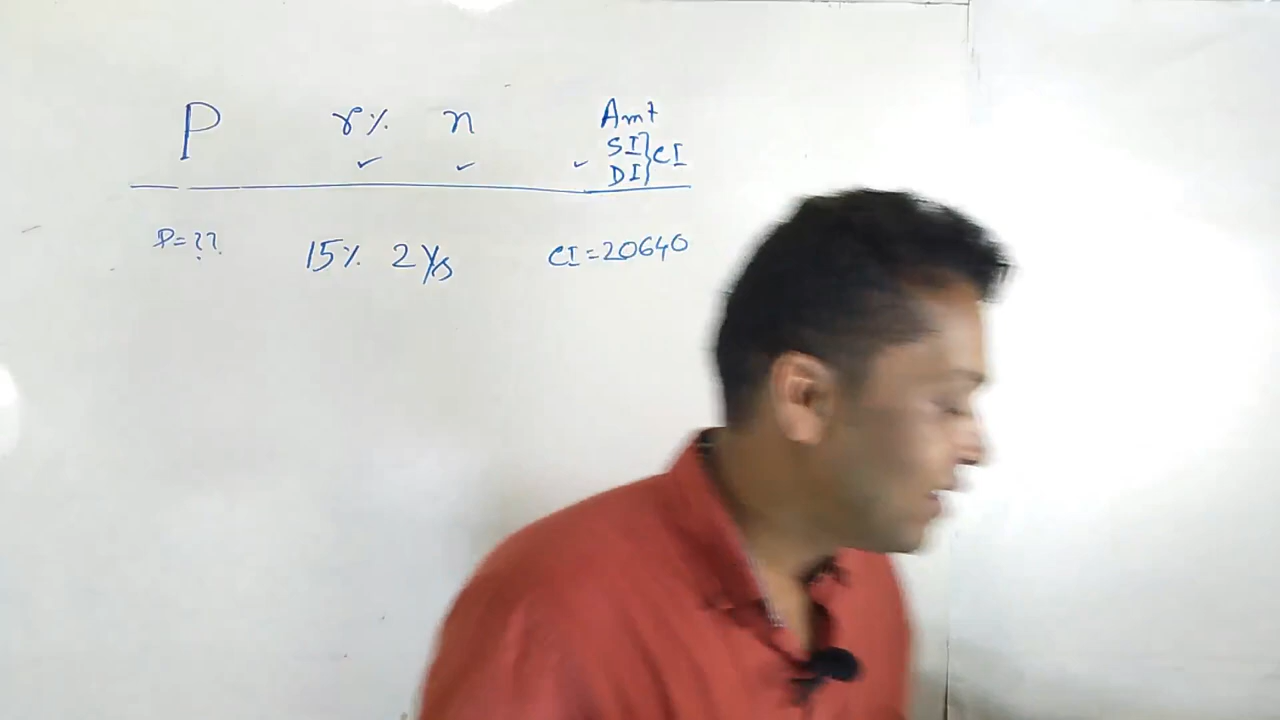 P r% n Amt
SI } CI
DI
✓ ✓ ✓
P=?? 15% 2 Yrs CI=20640